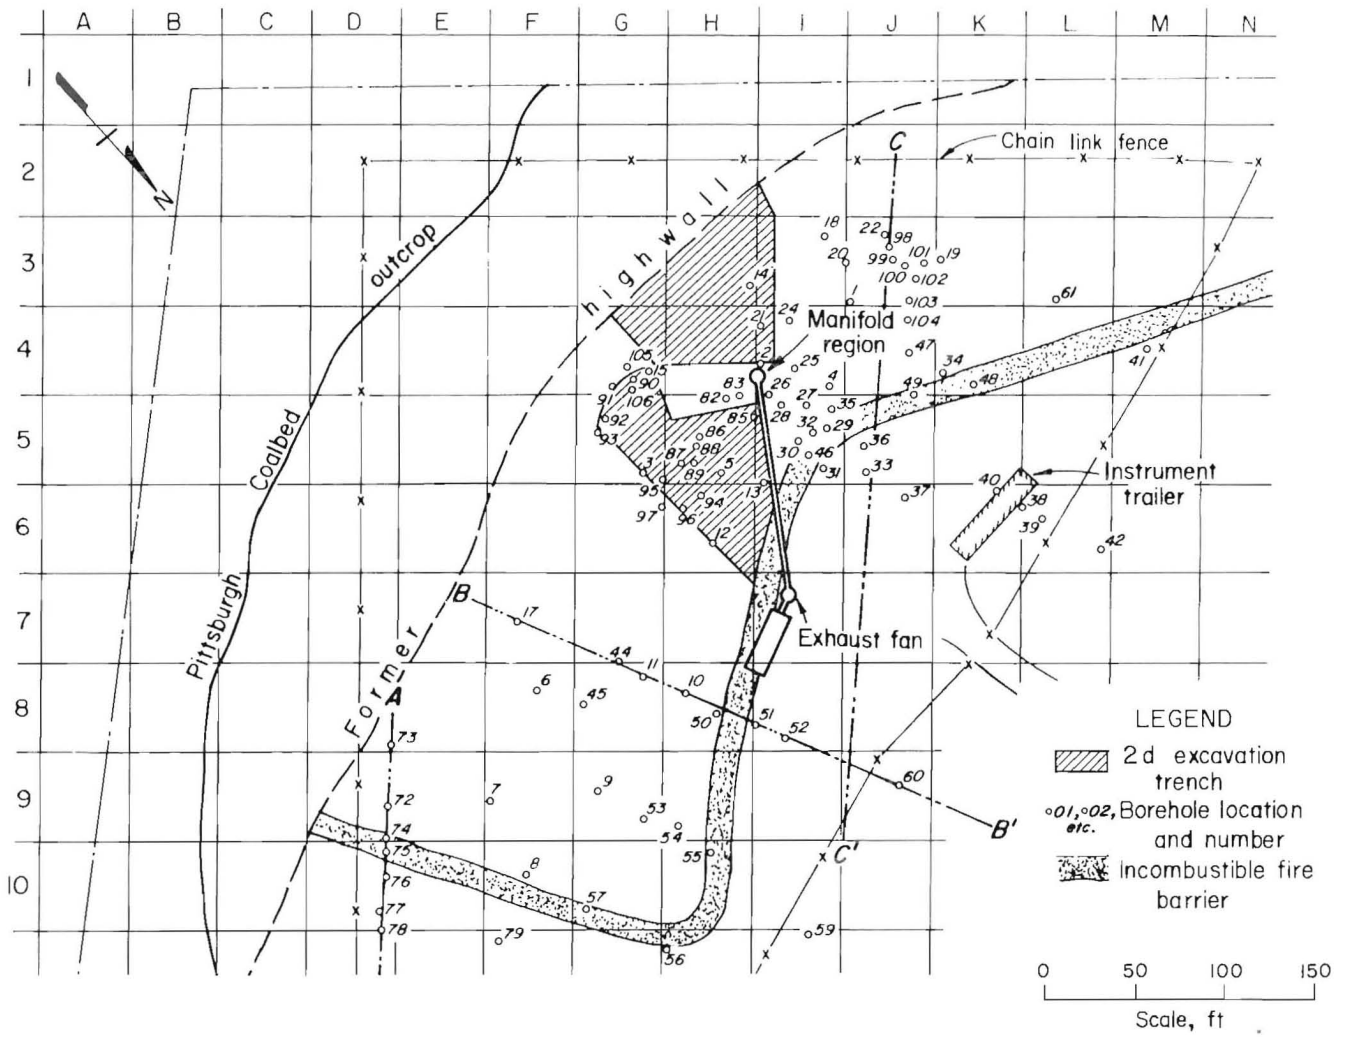 A B C D E F G H I J K L M N
1
2
3
4
5
6
7
8
9
10
N
C
Chain link fence
highwall
outcrop
Coalbed
Pittsburgh
Former
18 22 98
20 99 101 19
100 102
14
1 103
61
21 24
Manifold
region
104
105 2 25 47 34 41
15
90
91 106
82 83 26 4 49 48
27 35
92 85 28
93 86 32 29 36
87 88 30 46
3 89 5 31 33
Instrument
trailer
95 13 40
94 37 38
97 96 39
12 42
B
17
Exhaust fan
44 11
6 10
A 45
50 51
52
73
60
7 9
72
53
B'
74 54
75 55 C'
8
76
57
77
78 79 59
56
LEGEND
2d excavation
trench
01, 02, Borehole location
etc. and number
Incombustible fire
barrier
0 50 100 150
Scale, ft